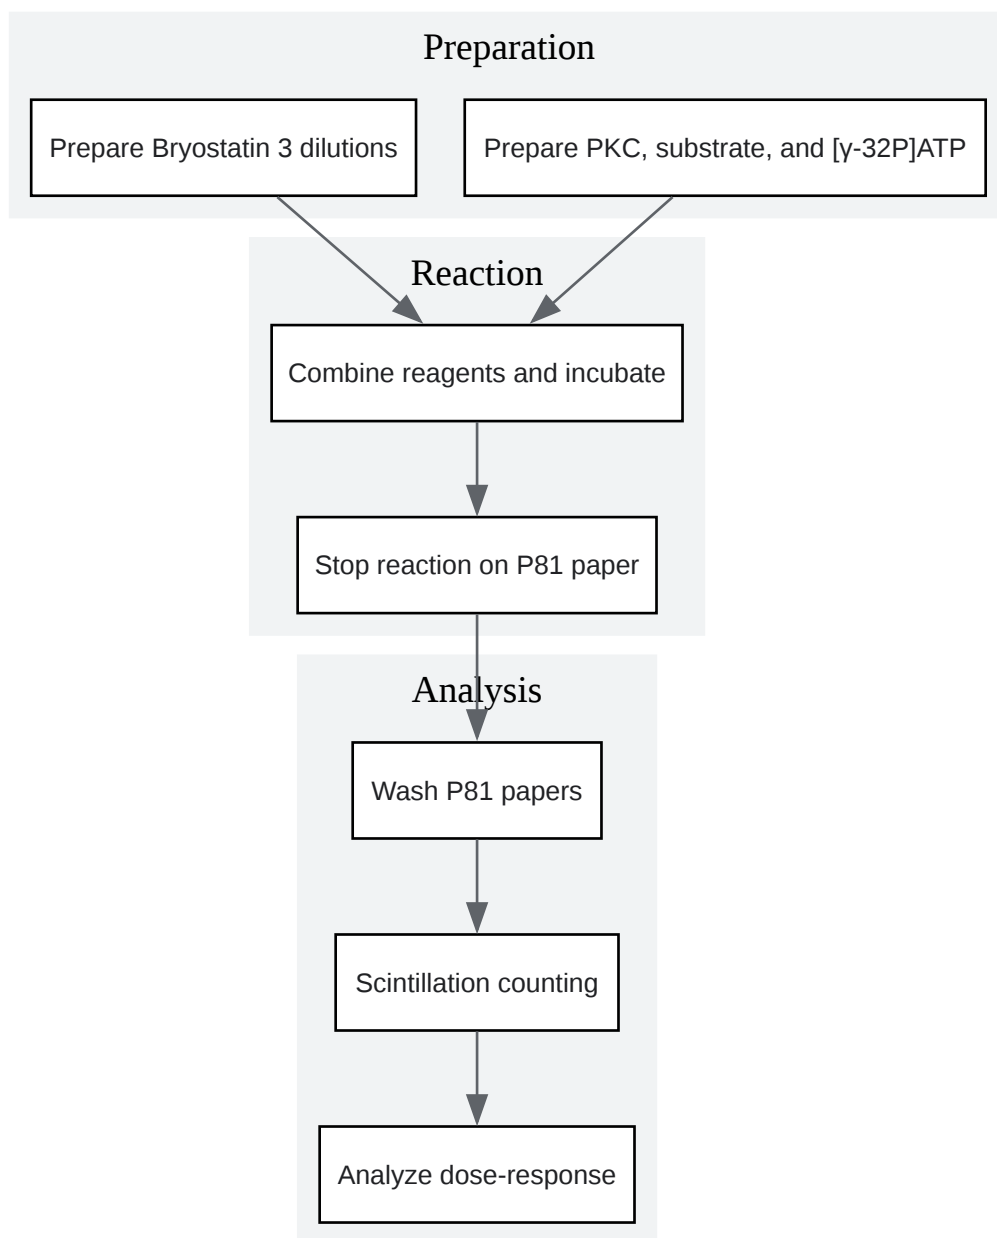 Preparation
Prepare Bryostatin 3 dilutions
Prepare PKC, substrate, and [γ-32P]ATP
Reaction
Combine reagents and incubate
Stop reaction on P81 paper
Analysis
Wash P81 papers
Scintillation counting
Analyze dose-response